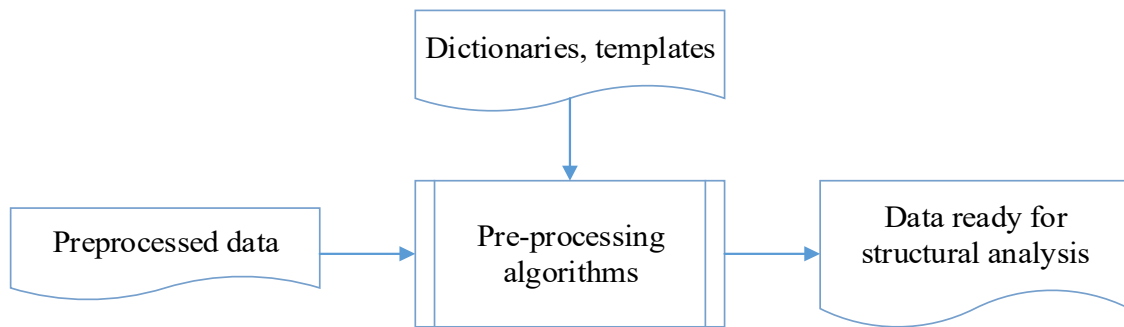 Dictionaries, templates
Preprocessed data
Pre-processing
algorithms
Data ready for
structural analysis